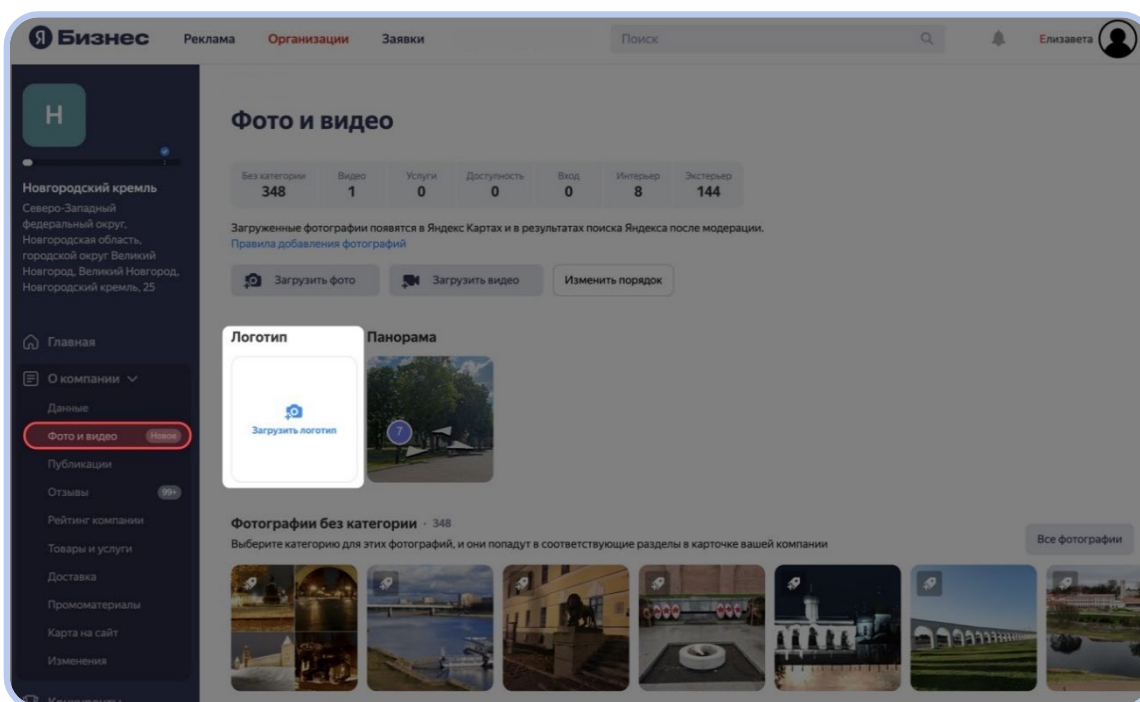 Я Бизнес
Реклама
Организации
Заявки
Поиск
Елизавета
Н
Новгородский кремль
Северо-Западный
федеральный округ,
Новгородская область,
городской округ Великий
Новгород, Великий Новгород,
Новгородский кремль, 25
Главная
О компании
Данные
Фото и видео Новое
Публикации
Отзывы 99+
Рейтинг компании
Товары и услуги
Доставка
Промоматериалы
Карта на сайт
Изменения
Конкуренты
Фото и видео
Без категории Видео Услуги Доступность Вход Интерьер Экстерьер
348 1 0 0 0 8 144
Загруженные фотографии появятся в Яндекс Картах и в результатах поиска Яндекса после модерации.
Правила добавления фотографий
Загрузить фото
Загрузить видео
Изменить порядок
Логотип
Панорама
Загрузить логотип
7
Фотографии без категории · 348
Выберите категорию для этих фотографий, и они попадут в соответствующие разделы в карточке вашей компании
Все фотографии